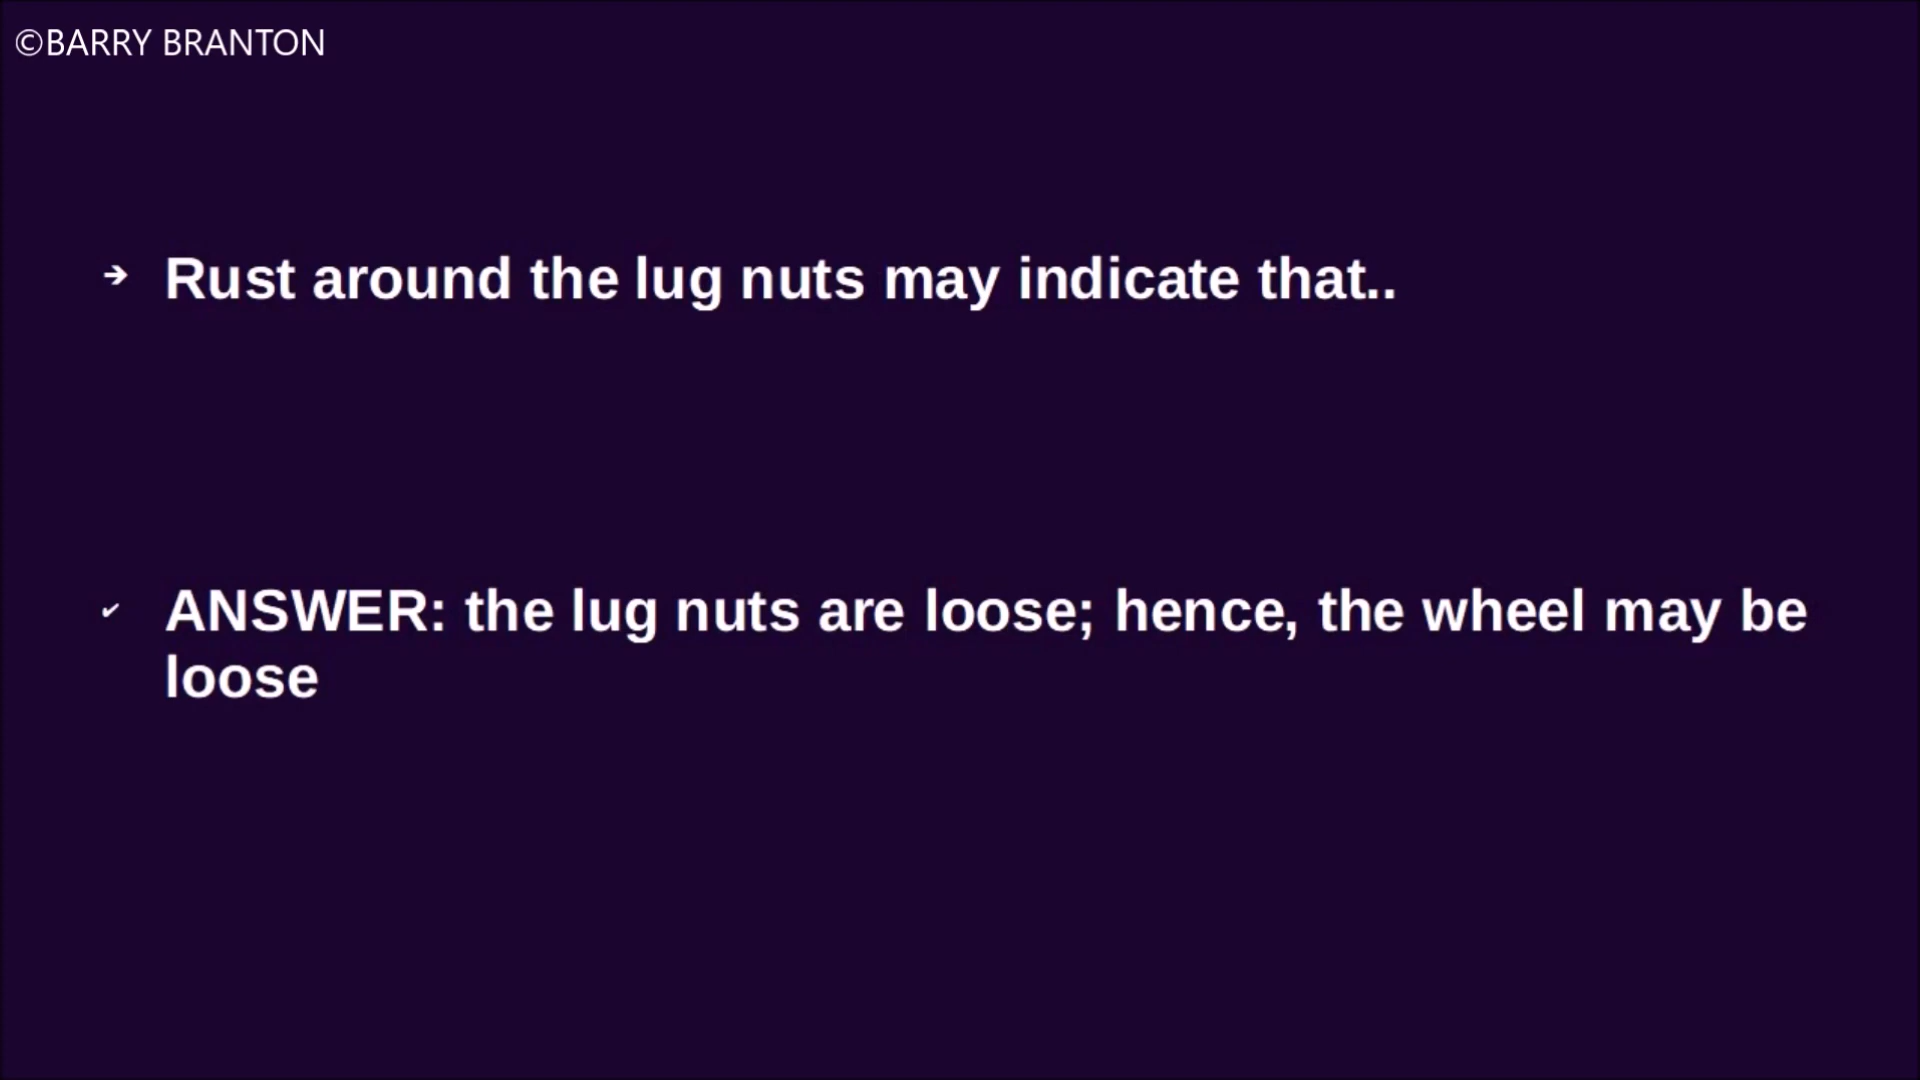 ©BARRY BRANTON
➔ Rust around the lug nuts may indicate that..
✔ ANSWER: the lug nuts are loose; hence, the wheel may be
loose